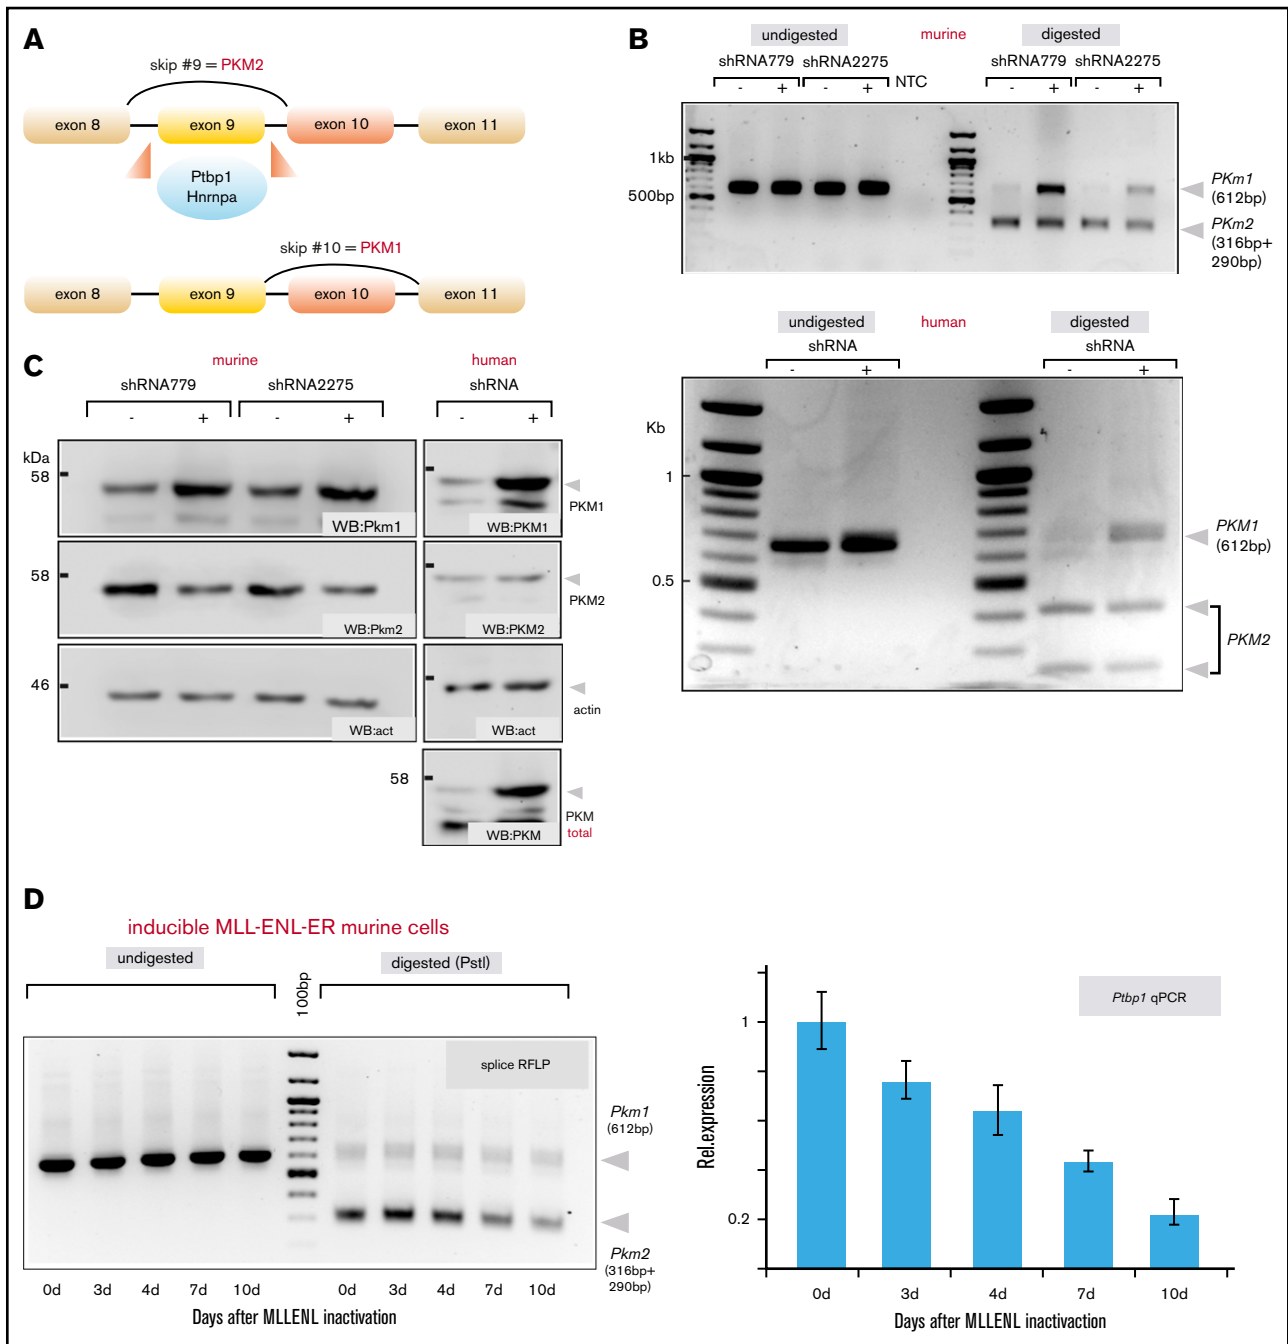 A
skip #9 = PKM2
exon 8
exon 9
exon 10
exon 11
Ptbp1
Hnrnpa
skip #10 = PKM1
exon 8
exon 9
exon 10
exon 11
B
undigested
murine
digested
shRNA779
shRNA2275
shRNA779
shRNA2275
-
+
-
+
NTC
-
+
-
+
1kb
500bp
PKm1
(612bp)
PKm2
(316bp+
290bp)
undigested
human
digested
shRNA
shRNA
-
+
-
+
Kb
1
0.5
PKM1
(612bp)
PKM2
C
murine
human
shRNA779
shRNA2275
shRNA
-
+
-
+
-
+
kDa
58
WB:Pkm1
WB:PKM1
PKM1
58
WB:Pkm2
WB:PKM2
PKM2
46
WB:act
WB:act
actin
58
WB:PKM
PKM
total
D
inducible MLL-ENL-ER murine cells
undigested
100bp
digested (PstI)
splice RFLP
Pkm1
(612bp)
Pkm2
(316bp+
290bp)
0d 3d 4d 7d 10d
0d 3d 4d 7d 10d
Days after MLLENL inactivation
Ptbp1 qPCR
Rel.expression
1
0.2
0d 3d 4d 7d 10d
Days after MLLENL inactivaction